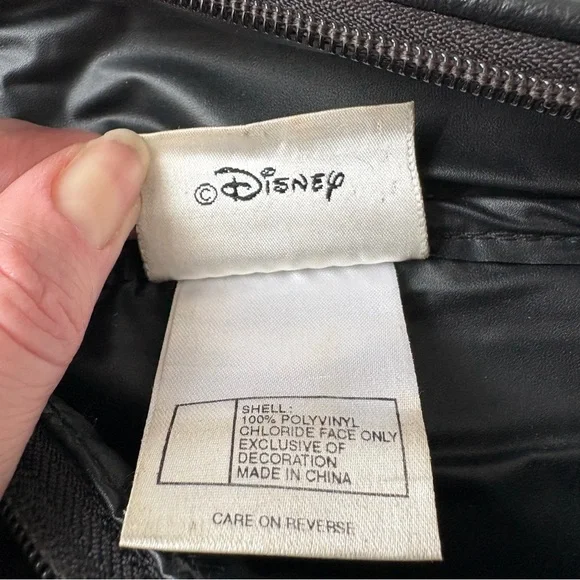 © Disney
SHELL:
100% POLYVINYL
CHLORIDE FACE ONLY
EXCLUSIVE OF
DECORATION
MADE IN CHINA
CARE ON REVERSE